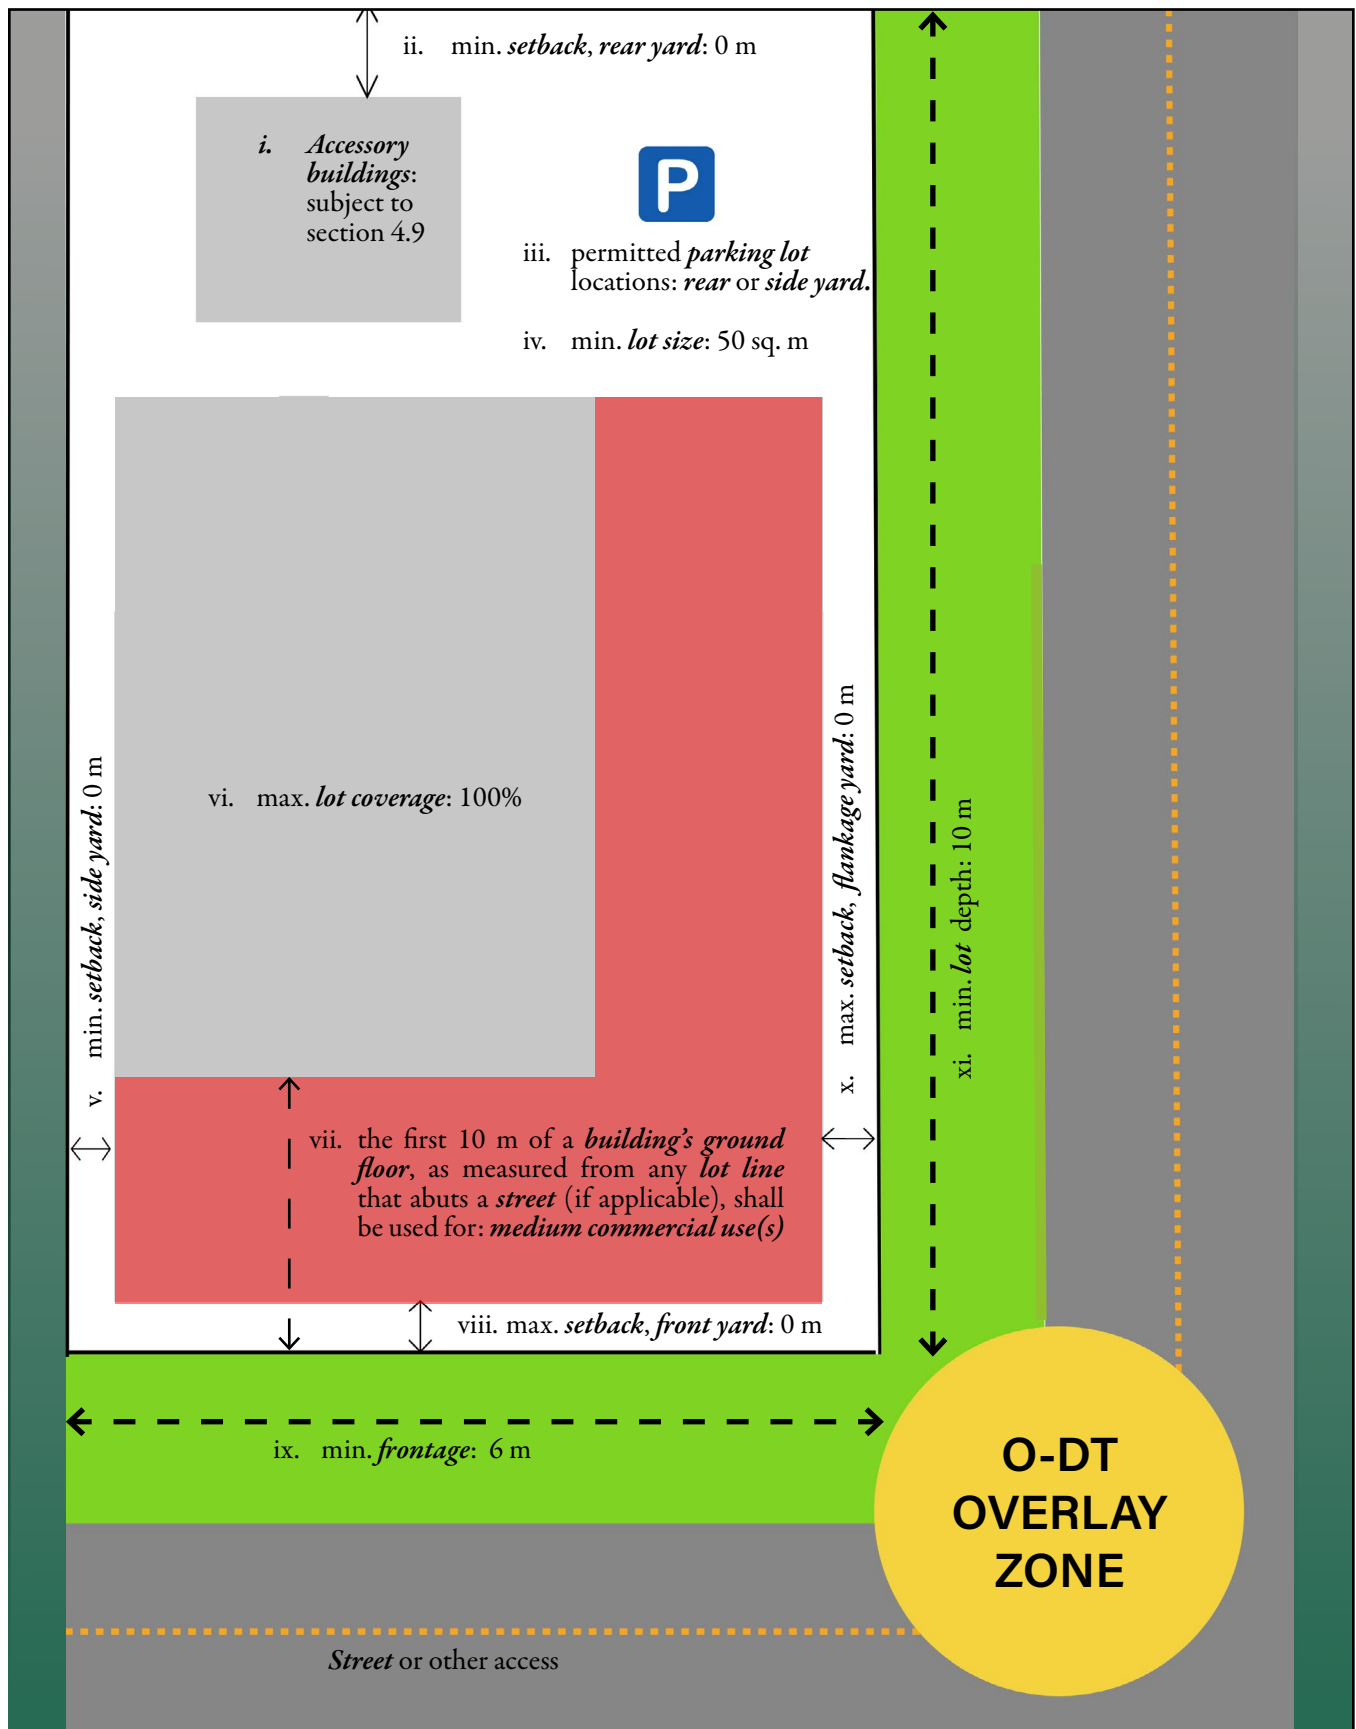 ii. min. setback, rear yard: 0 m
i. Accessory
buildings:
subject to
section 4.9
P
iii. permitted parking lot
locations: rear or side yard.
iv. min. lot size: 50 sq. m
v. min. setback, side yard: 0 m
vi. max. lot coverage: 100%
x. max. setback, flankage yard: 0 m
xi. min. lot depth: 10 m
vii. the first 10 m of a building's ground
floor, as measured from any lot line
that abuts a street (if applicable), shall
be used for: medium commercial use(s)
viii. max. setback, front yard: 0 m
ix. min. frontage: 6 m
O-DT
OVERLAY
ZONE
Street or other access